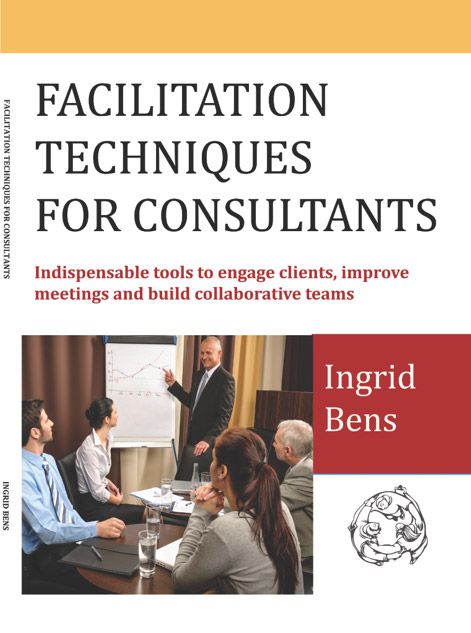 FACILITATION TECHNIQUES FOR CONSULTANTS
INGRID BENS
FACILITATION
TECHNIQUES
FOR CONSULTANTS
Indispensable tools to engage clients, improve
meetings and build collaborative teams
Ingrid
Bens